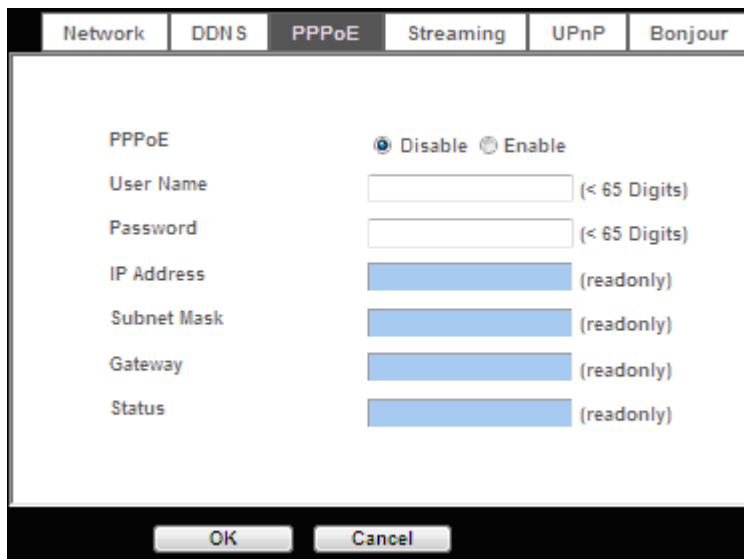 Network DDNS PPPoE Streaming UPnP Bonjour
PPPoE Disable Enable
User Name (< 65 Digits)
Password (< 65 Digits)
IP Address (readonly)
Subnet Mask (readonly)
Gateway (readonly)
Status (readonly)
OK Cancel